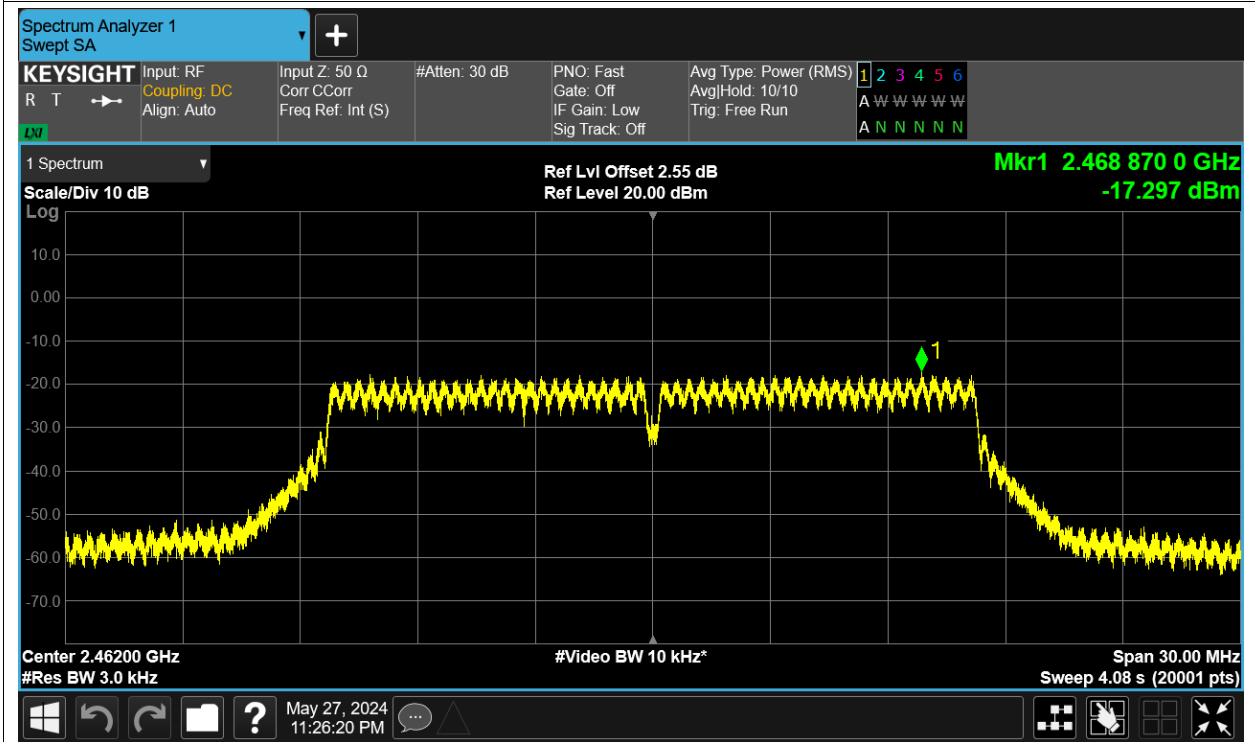 Spectrum Analyzer 1
Swept SA
KEYSIGHT
R T
LXI
Input: RF
Coupling: DC
Align: Auto
Input Z: 50 Ω
Corr CCorr
Freq Ref: Int (S)
#Atten: 30 dB
PNO: Fast
Gate: Off
IF Gain: Low
Sig Track: Off
Avg Type: Power (RMS)
Avg|Hold: 10/10
Trig: Free Run
1 2 3 4 5 6
A W W W W W
A N N N N N
1 Spectrum
Scale/Div 10 dB
Log
Ref Lvl Offset 2.55 dB
Ref Level 20.00 dBm
Mkr1 2.468 870 0 GHz
-17.297 dBm
10.0
0.00
-10.0
-20.0
-30.0
-40.0
-50.0
-60.0
-70.0
1
Center 2.46200 GHz
#Res BW 3.0 kHz
#Video BW 10 kHz*
Span 30.00 MHz
Sweep 4.08 s (20001 pts)
?
May 27, 2024
11:26:20 PM